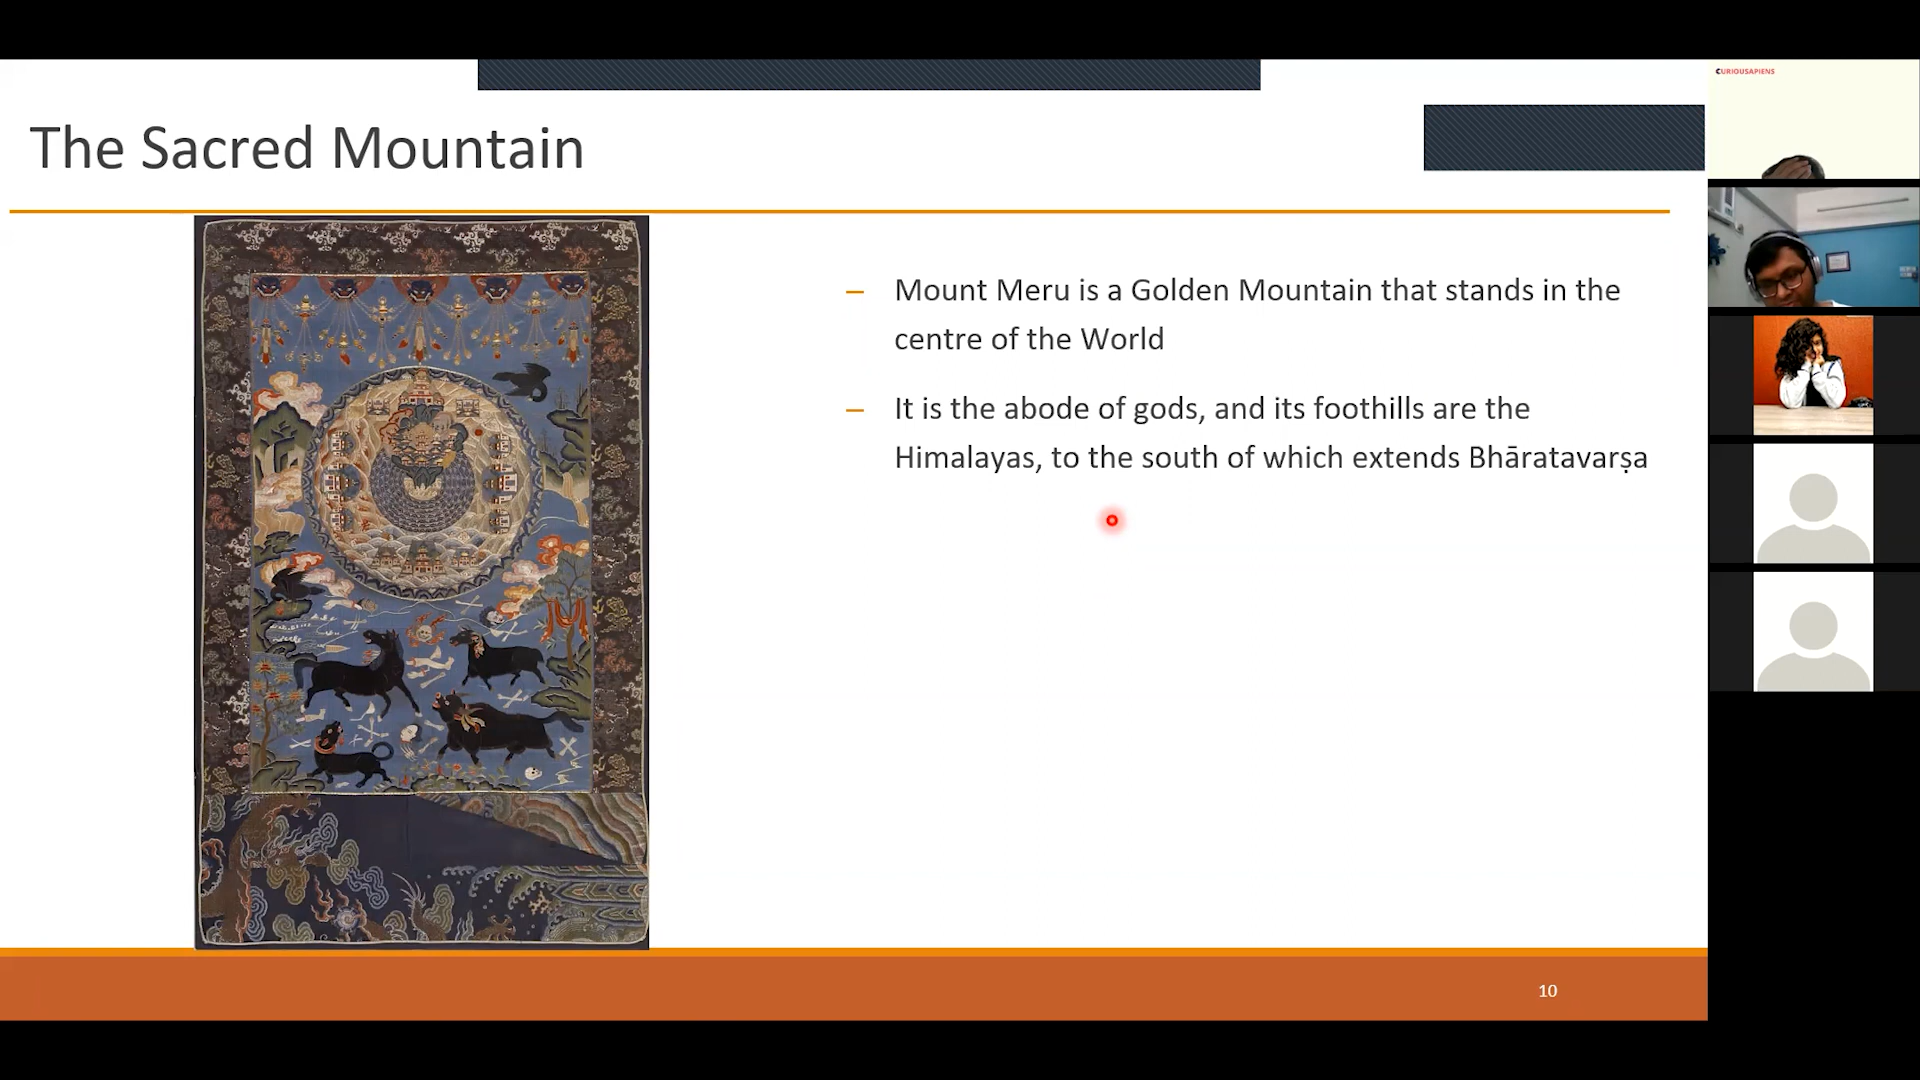 The Sacred Mountain
CURIOUSAPIENS
– Mount Meru is a Golden Mountain that stands in the
centre of the World
– It is the abode of gods, and its foothills are the
Himalayas, to the south of which extends Bhāratavarṣa
10